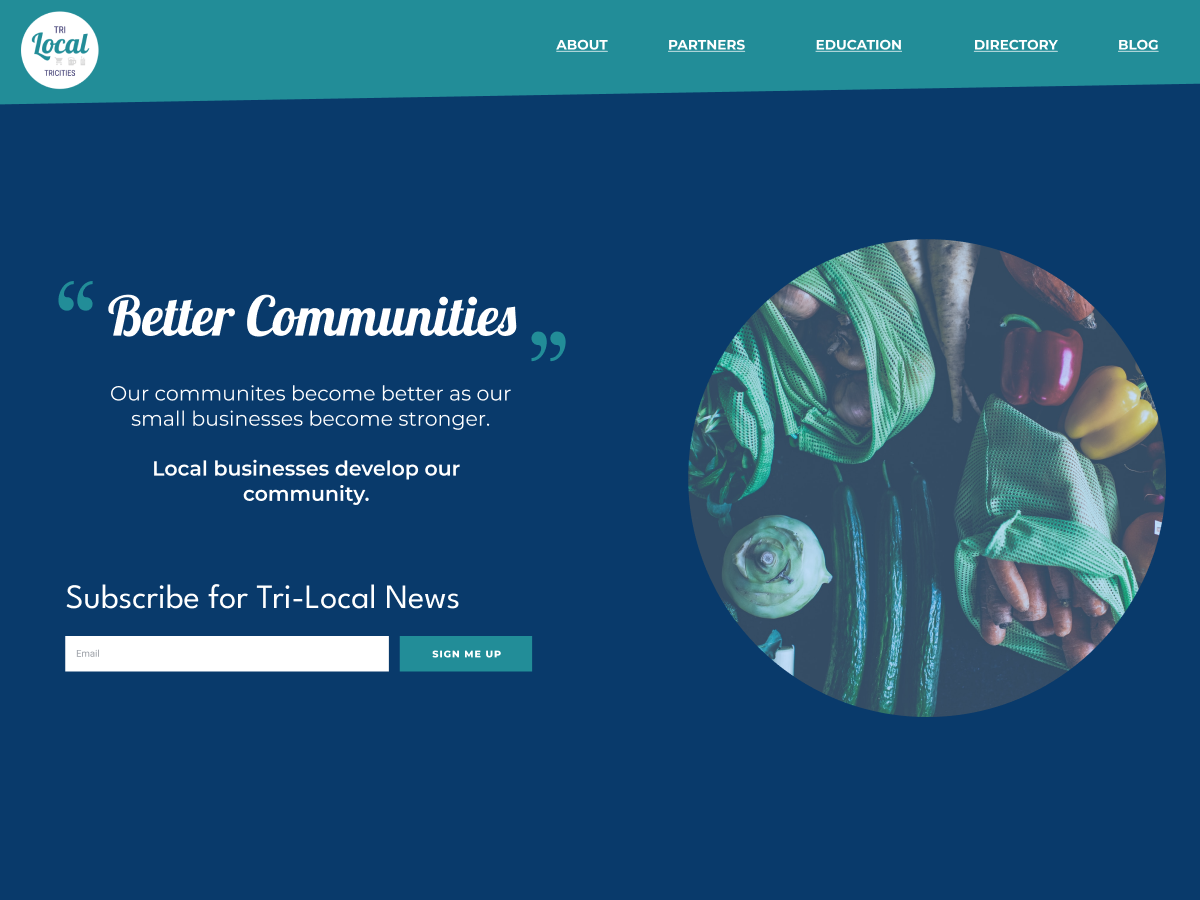 TRI
Local
TRICITIES
ABOUT PARTNERS EDUCATION DIRECTORY BLOG
“ Better Communities ”
Our communites become better as our
small businesses become stronger.
Local businesses develop our
community.
Subscribe for Tri-Local News
Email SIGN ME UP